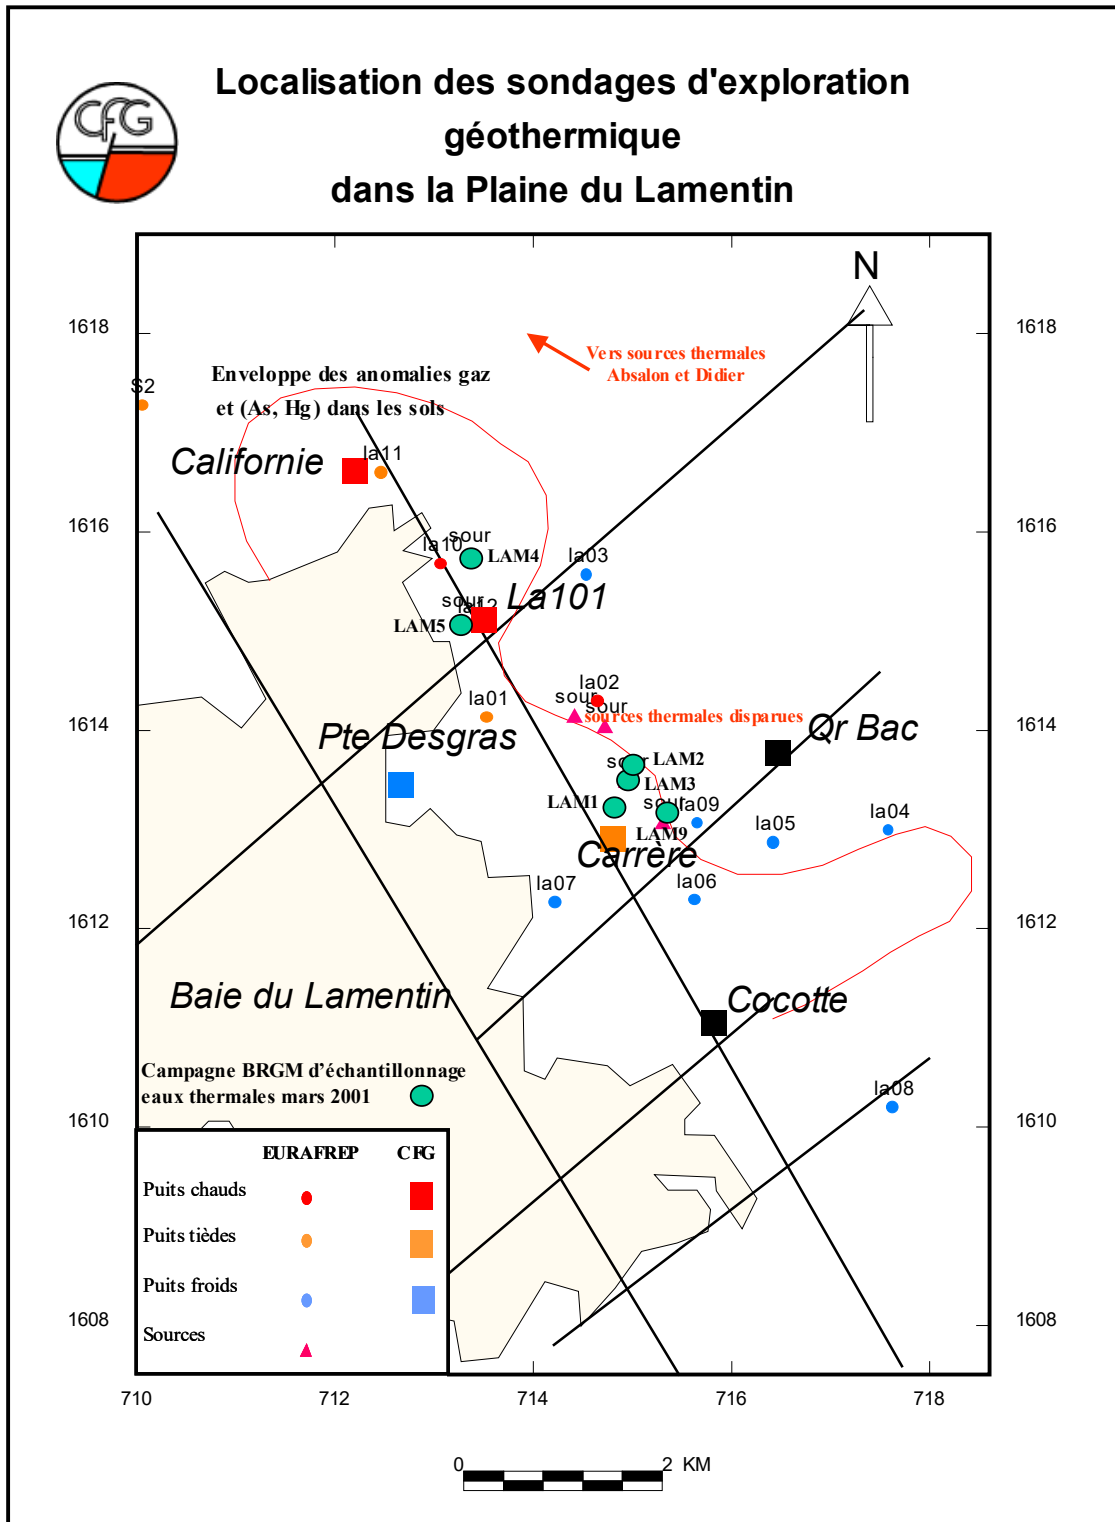 CFG
Localisation des sondages d'exploration
géothermique
dans la Plaine du Lamentin
N
1618
1618
Vers sources thermales
Absalon et Didier
Enveloppe des anomalies gaz
et (As, Hg) dans les sols
S2
Californie
la11
1616
1616
sour
la10
LAM4
la03
La101
sour
la12
LAM5
la02
la01
sour
sour
sources thermales disparues
1614
1614
Pte Desgras
Qr Bac
sour
LAM2
LAM3
LAM1
sour
la09
LAM9
la05
la04
Carrère
la07
la06
1612
1612
Baie du Lamentin
Cocotte
Campagne BRGM d'échantillonnage
eaux thermales mars 2001
la08
1610
1610
EURAFREP CFG
Puits chauds
Puits tièdes
Puits froids
Sources
1608
1608
710 712 714 716 718
0 2 KM